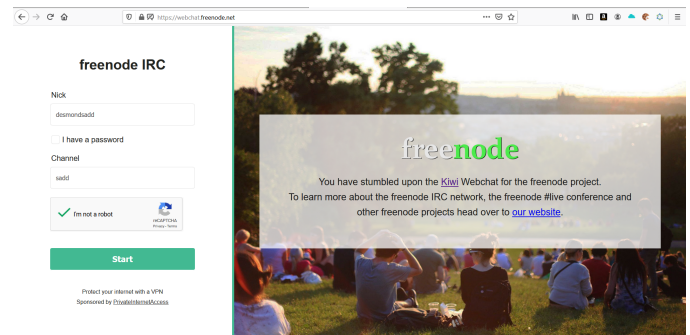 https://webchat.freenode.net
freenode IRC
Nick
desmondsadd
I have a password
Channel
sadd
I'm not a robot
reCAPTCHA
Privacy - Terms
Start
Protect your internet with a VPN
Sponsored by PrivateInternetAccess
freenode
You have stumbled upon the Kiwi Webchat for the freenode project.
To learn more about the freenode IRC network, the freenode #live conference and
other freenode projects head over to our website.